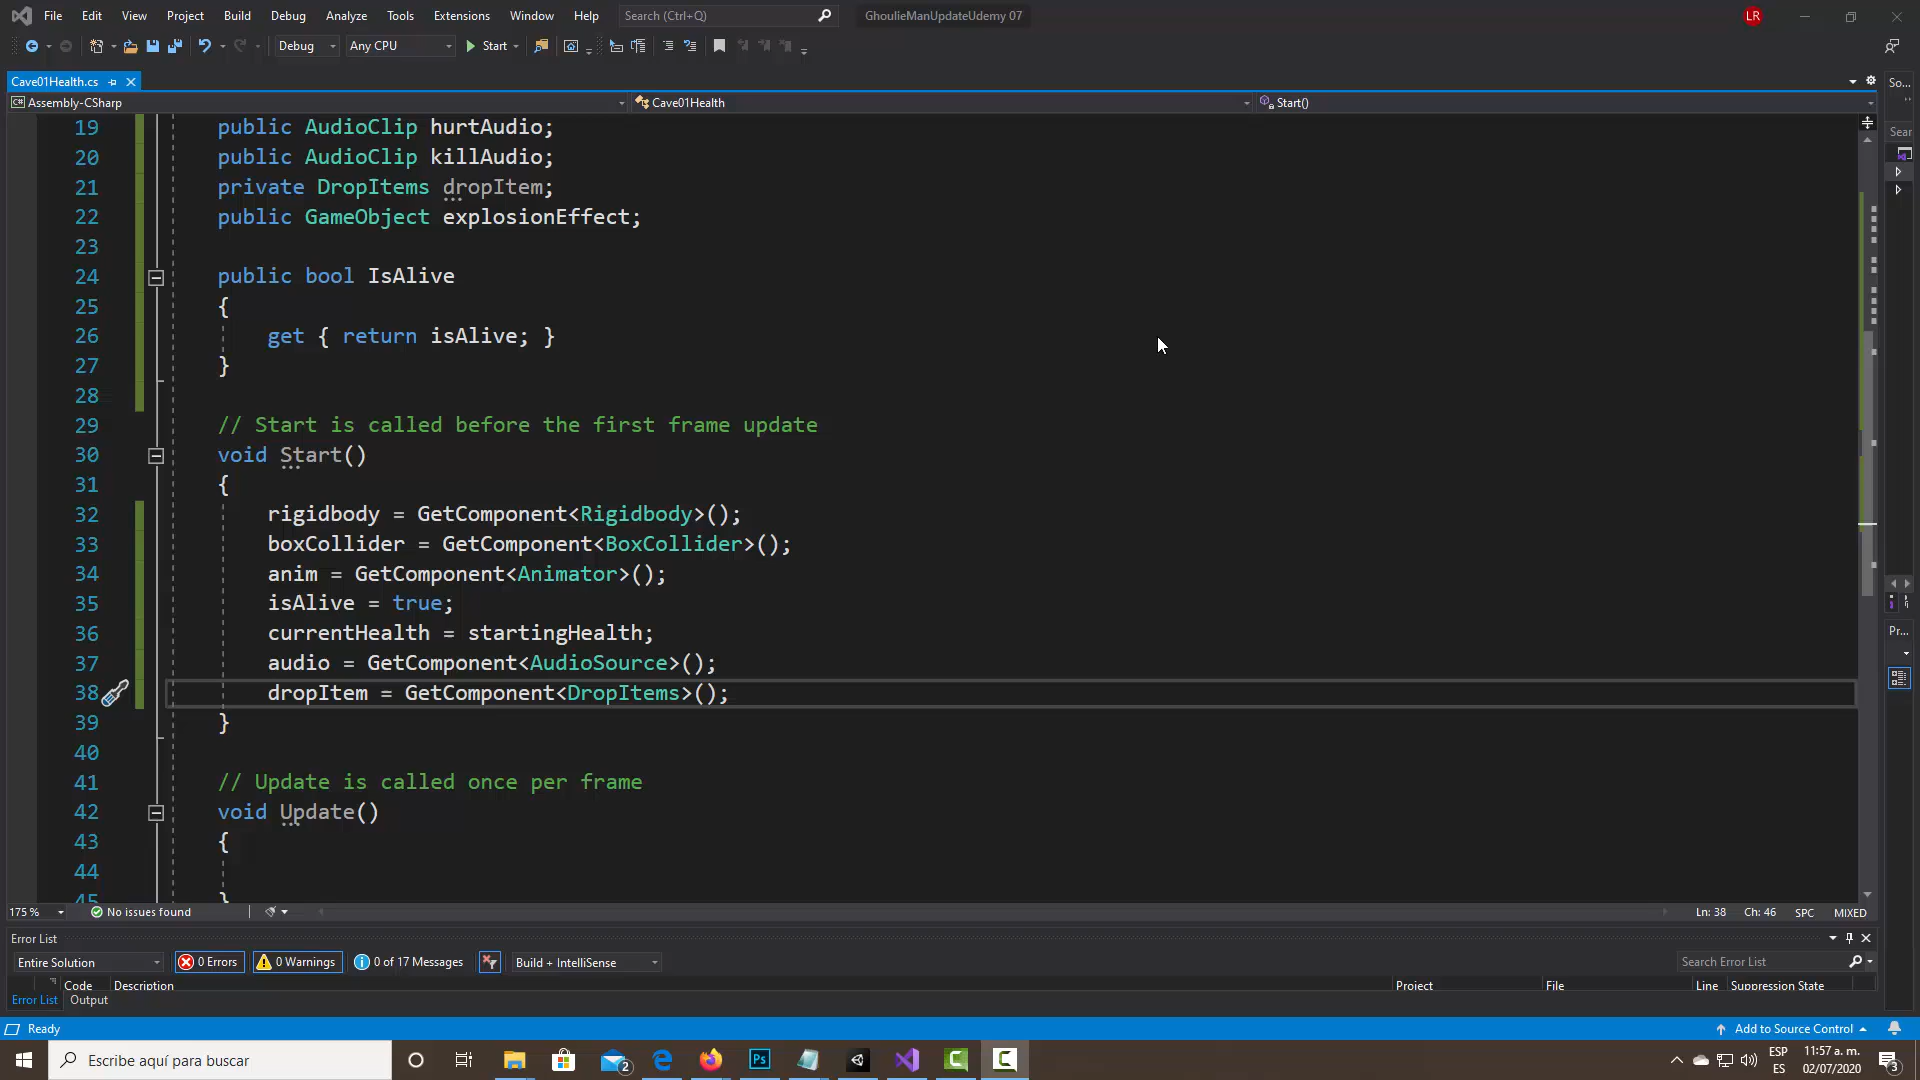 File Edit View Project Build Debug Analyze Tools Extensions Window Help Search (Ctrl+Q) GhoulieManUpdateUdemy 07 LR
Debug Any CPU Start
Cave01Health.cs So...
Assembly-CSharp Cave01Health Start()
19 public AudioClip hurtAudio; Sear
20 public AudioClip killAudio;
21 private DropItems dropItem;
22 public GameObject explosionEffect;
23
24 public bool IsAlive
25 {
26 get { return isAlive; }
27 }
28
29 // Start is called before the first frame update
30 void Start()
31 {
32 rigidbody = GetComponent<Rigidbody>();
33 boxCollider = GetComponent<BoxCollider>();
34 anim = GetComponent<Animator>();
35 isAlive = true;
36 currentHealth = startingHealth; Pr...
37 audio = GetComponent<AudioSource>();
38 dropItem = GetComponent<DropItems>();
39 }
40
41 // Update is called once per frame
42 void Update()
43 {
44
45 }
175 % No issues found Ln: 38 Ch: 46 SPC MIXED
Error List
Entire Solution 0 Errors 0 Warnings 0 of 17 Messages Build + IntelliSense Search Error List
Code Description Project File Line Suppression State
Error List Output
Ready Add to Source Control
Escribe aquí para buscar 2 Ps ESP 11:57 a. m.
ES 02/07/2020 3